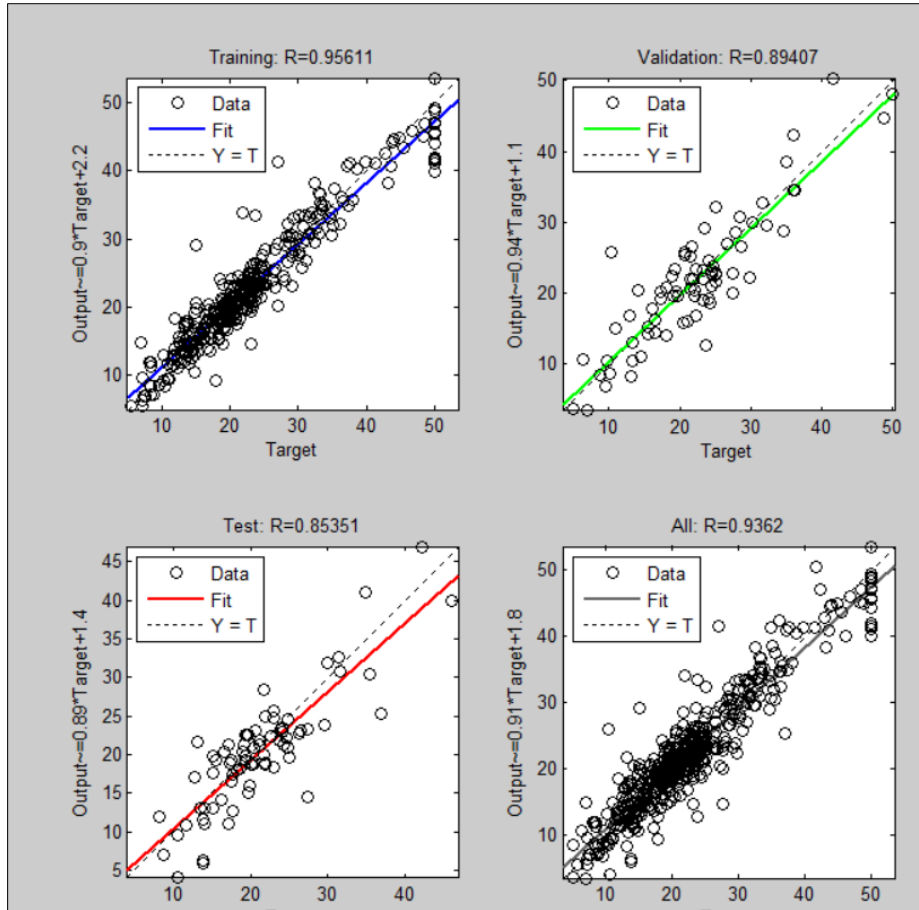 Training: R=0.95611
Output~=0.9*Target+2.2
50
40
30
20
10
Data
Fit
Y = T
10 20 30 40 50
Target
Validation: R=0.89407
Output~=0.94*Target+1.1
50
40
30
20
10
Data
Fit
Y = T
10 20 30 40 50
Target
Test: R=0.85351
Output~=0.89*Target+1.4
45
40
35
30
25
20
15
10
5
Data
Fit
Y = T
10 20 30 40
All: R=0.9362
Output~=0.91*Target+1.8
50
40
30
20
10
Data
Fit
Y = T
10 20 30 40 50